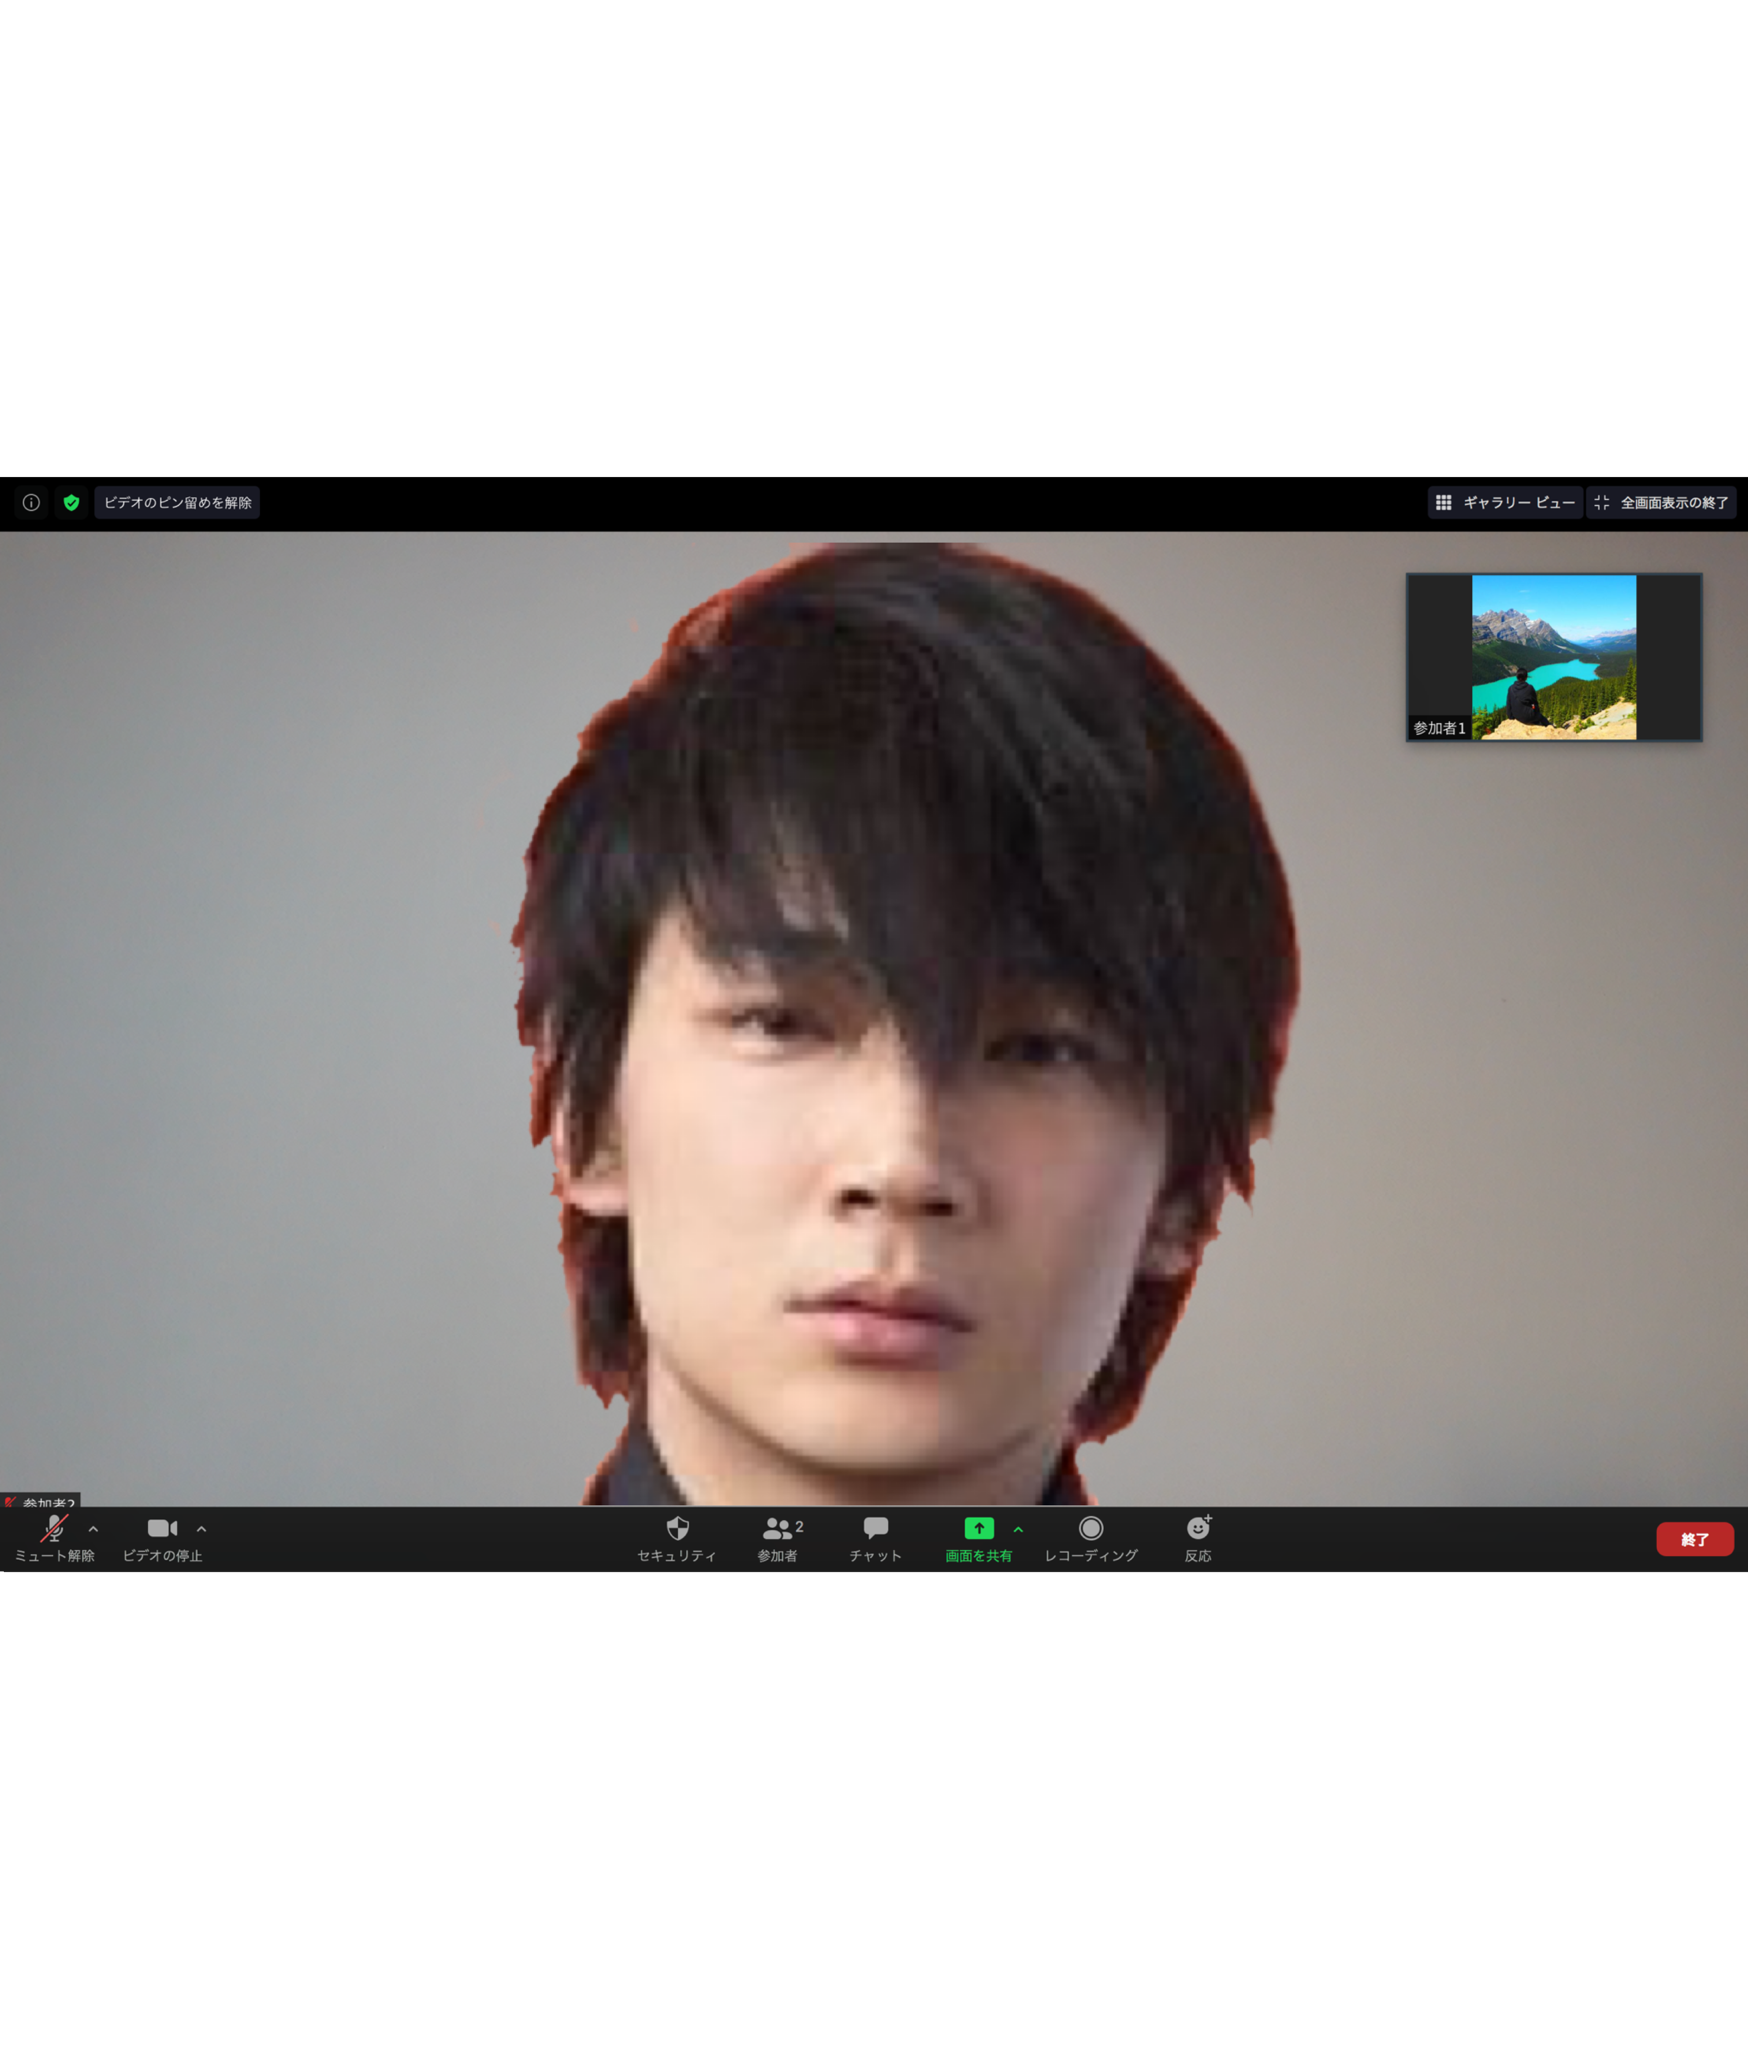 ビデオのピン留めを解除
ギャラリー ビュー
全画面表示の終了
参加者1
参加者2
ミュート解除
ビデオの停止
セキュリティ
2
参加者
チャット
画面を共有
レコーディング
反応
終了